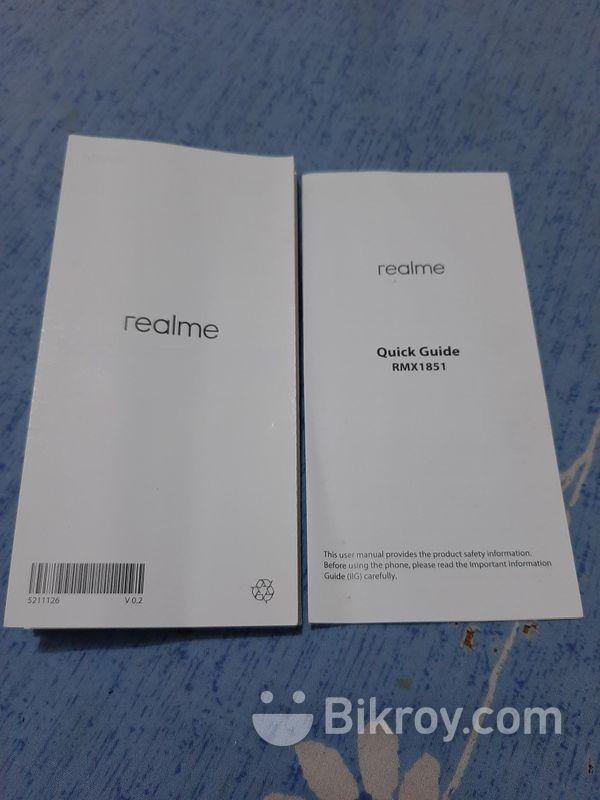 realme
5211126
V 0.2
realme
Quick Guide
RMX1851
This user manual provides the product safety information.
Before using the phone, please read the Important Information
Guide (IIG) carefully.
Bikroy.com